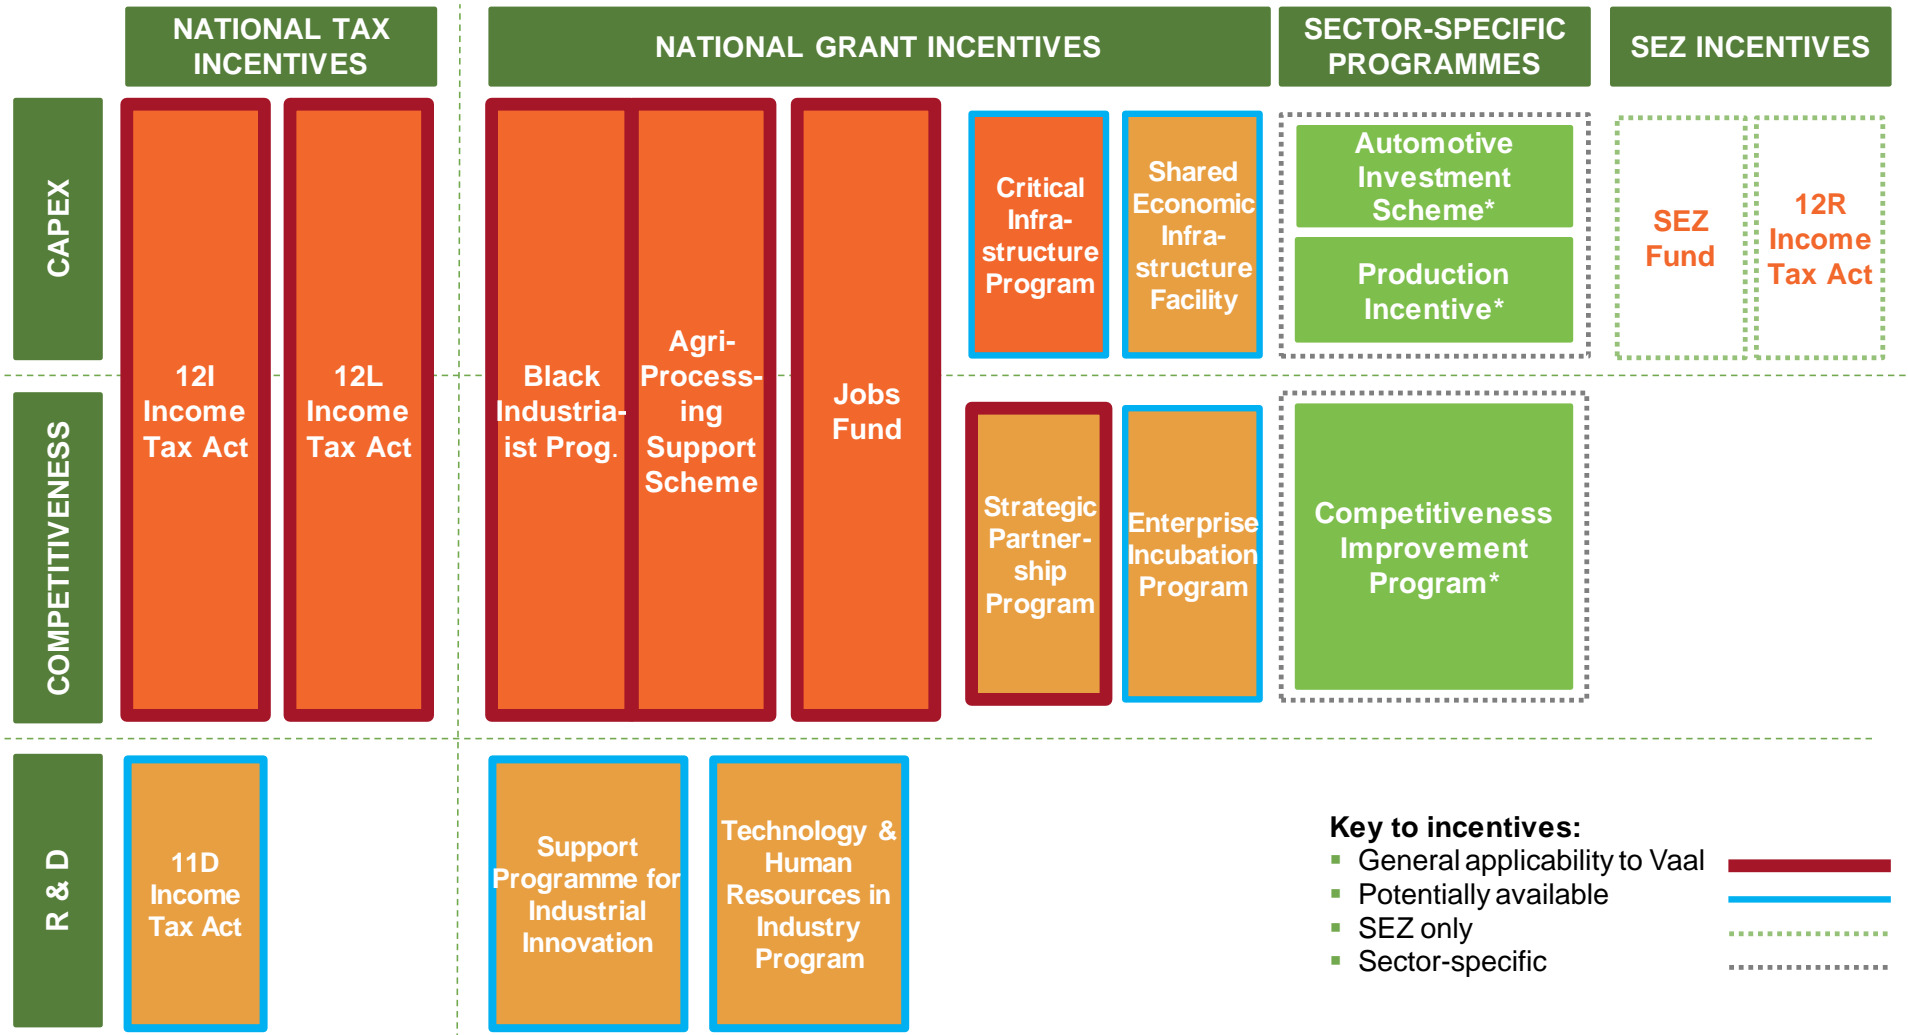 NATIONAL TAX
INCENTIVES
NATIONAL GRANT INCENTIVES
SECTOR-SPECIFIC
PROGRAMMES
SEZ INCENTIVES
CAPEX
12I
Income
Tax Act
12L
Income
Tax Act
Black
Industria-
ist Prog.
Agri-
Process-
ing
Support
Scheme
Jobs
Fund
Critical
Infra-
structure
Program
Shared
Economic
Infra-
structure
Facility
Automotive
Investment
Scheme*
Production
Incentive*
SEZ
Fund
12R
Income
Tax Act
COMPETITIVENESS
Strategic
Partner-
ship
Program
Enterprise
Incubation
Program
Competitiveness
Improvement
Program*
R & D
11D
Income
Tax Act
Support
Programme for
Industrial
Innovation
Technology &
Human
Resources in
Industry
Program
Key to incentives:
General applicability to Vaal
Potentially available
SEZ only
Sector-specific